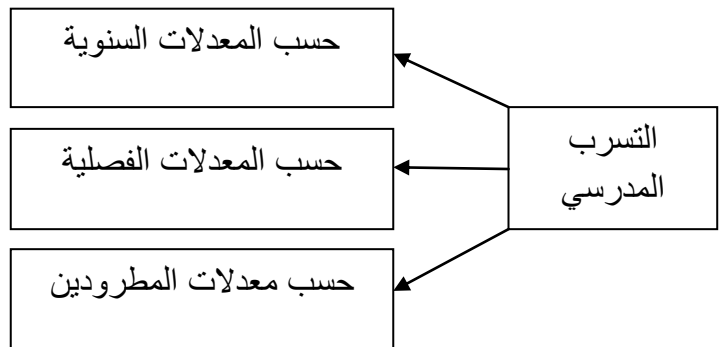 حسب المعدلات السنوية
التسرب
المدرسي
حسب المعدلات الفصلية
حسب معدلات المطرودين